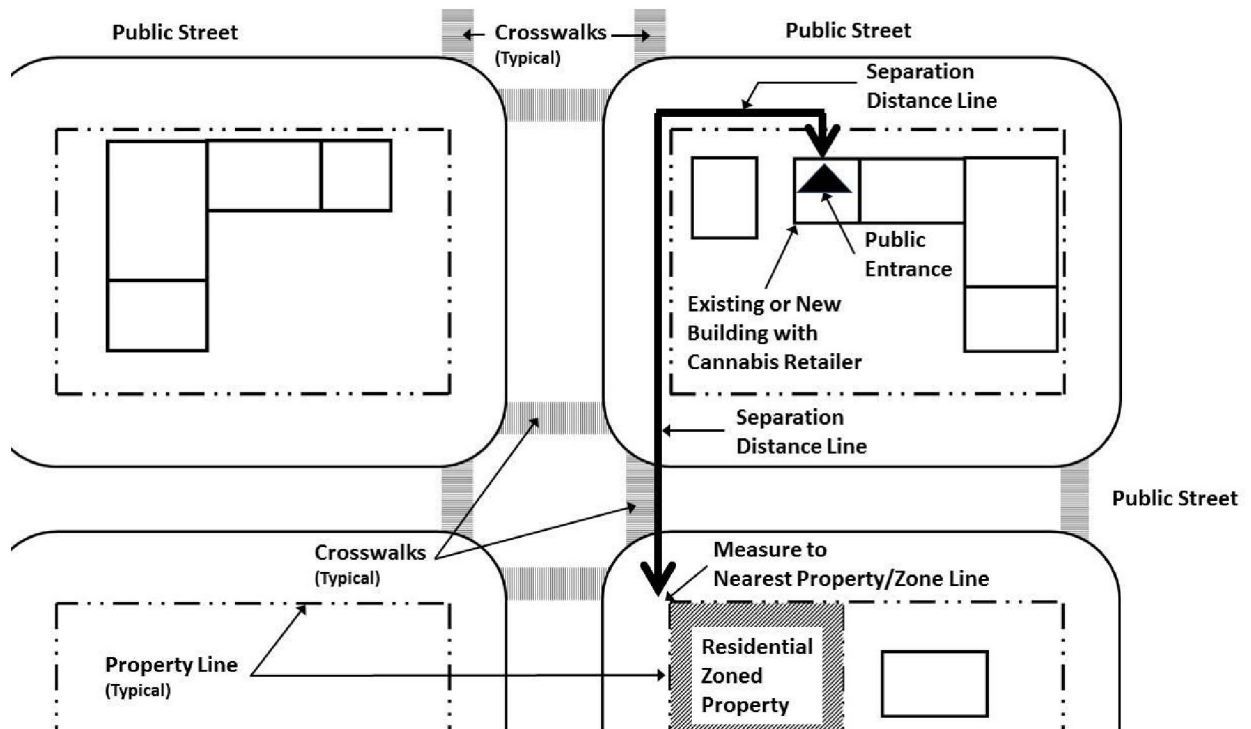 Public Street
Crosswalks
(Typical)
Public Street
Separation
Distance Line
Public
Entrance
Existing or New
Building with
Cannabis Retailer
Separation
Distance Line
Public Street
Crosswalks
(Typical)
Measure to
Nearest Property/Zone Line
Property Line
(Typical)
Residential
Zoned
Property